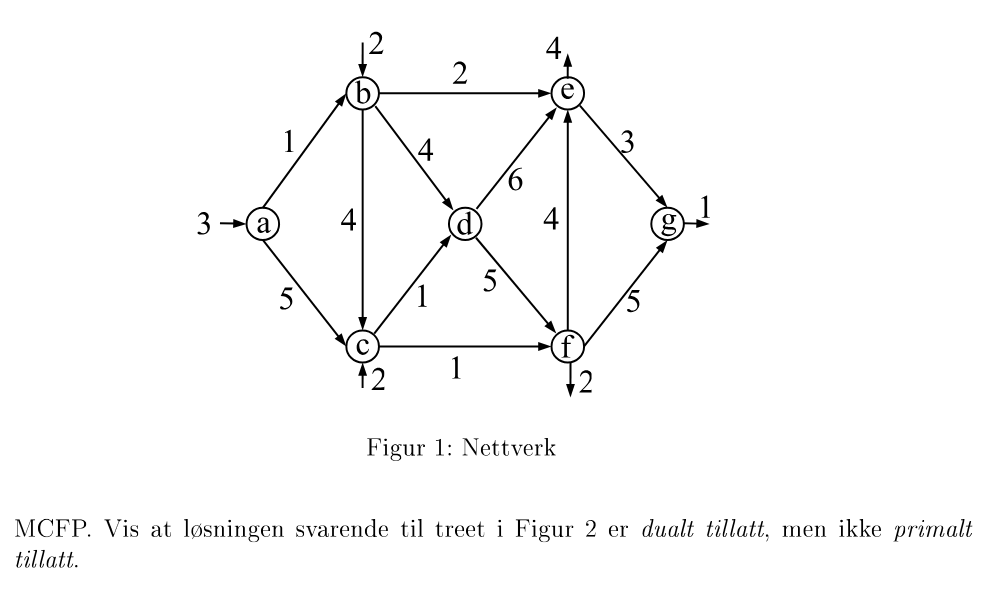 2
4
2
b
e
1
4
3
6
3
a
4
d
4
g
1
5
5
1
5
c
f
1
2
2
Figur 1: Nettverk
MCFP. Vis at løsningen svarende til treet i Figur 2 er dualt tillatt, men ikke primalt
tillatt.